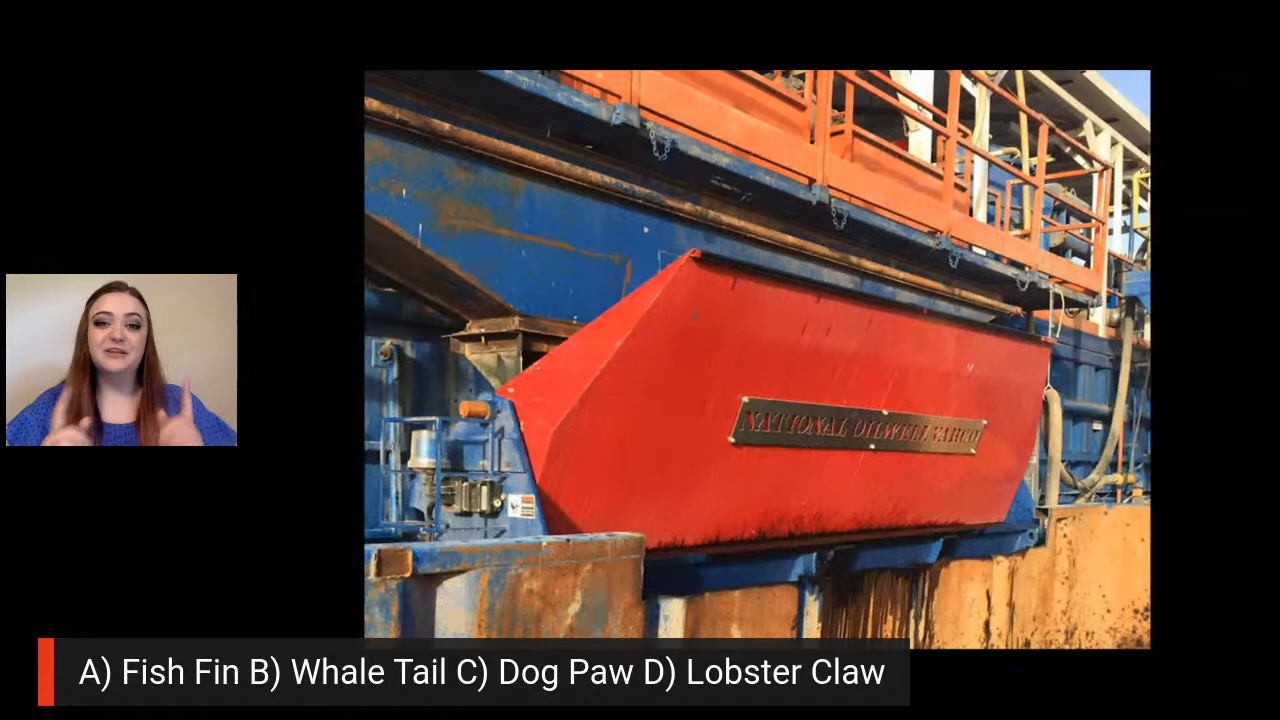 NATIONAL OILWELL VARCO
A) Fish Fin B) Whale Tail C) Dog Paw D) Lobster Claw